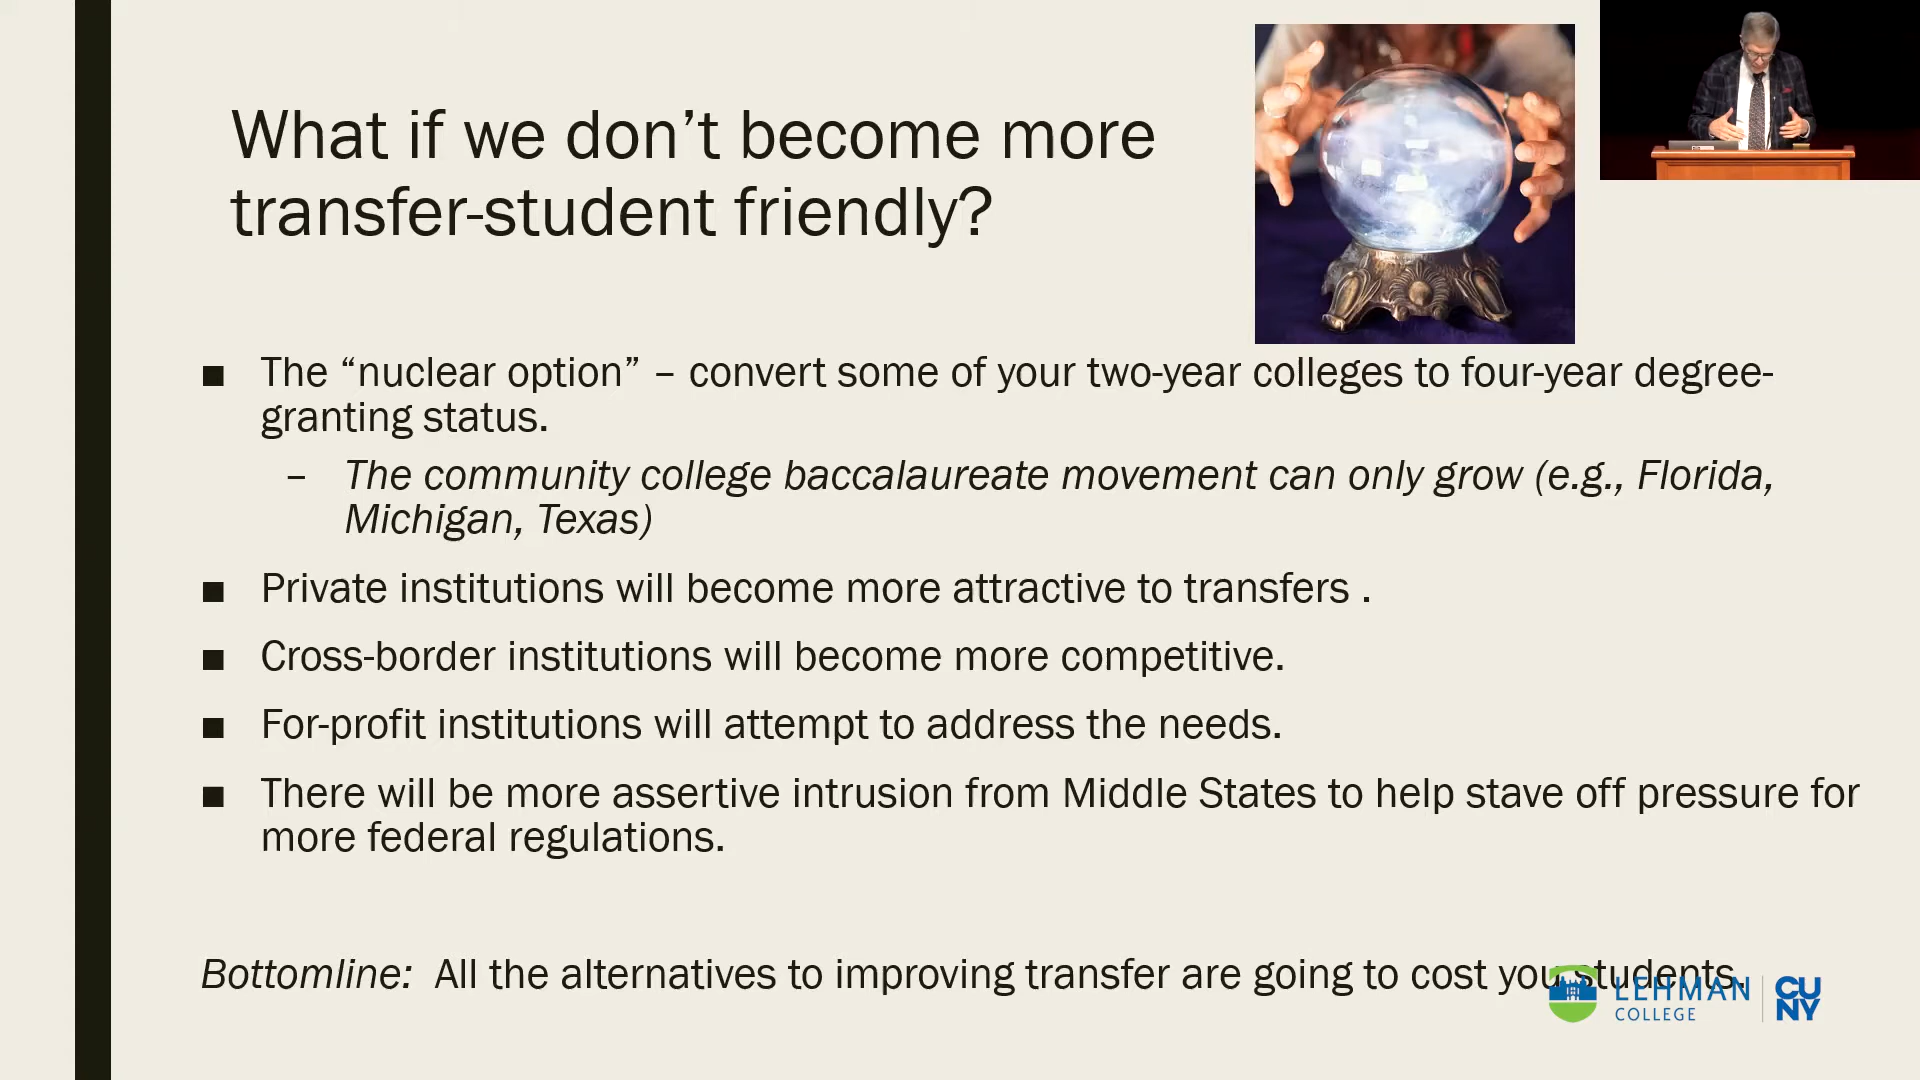 What if we don’t become more
transfer-student friendly?
■ The “nuclear option” – convert some of your two-year colleges to four-year degree-
granting status.
– The community college baccalaureate movement can only grow (e.g., Florida,
Michigan, Texas)
■ Private institutions will become more attractive to transfers .
■ Cross-border institutions will become more competitive.
■ For-profit institutions will attempt to address the needs.
■ There will be more assertive intrusion from Middle States to help stave off pressure for
more federal regulations.
Bottomline: All the alternatives to improving transfer are going to cost you students.
LEHMAN
COLLEGE
CU
NY